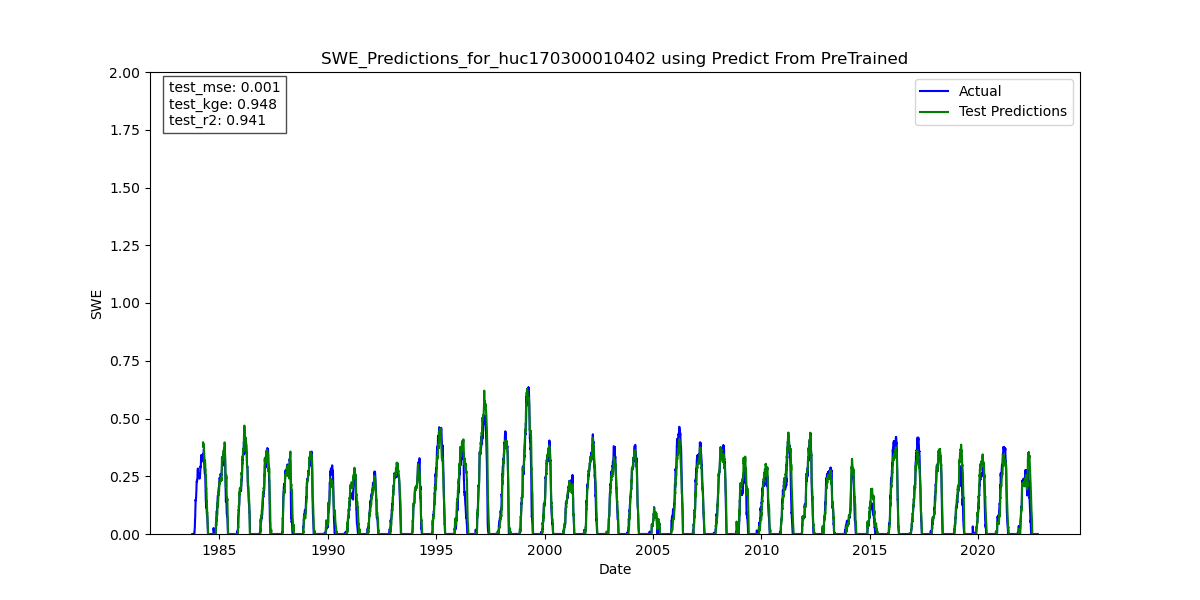 SWE_Predictions_for_huc170300010402 using Predict From PreTrained
test_mse: 0.001
test_kge: 0.948
test_r2: 0.941
Actual
Test Predictions
2.00
1.75
1.50
1.25
1.00
0.75
0.50
0.25
0.00
SWE
1985
1990
1995
2000
2005
2010
2015
2020
Date